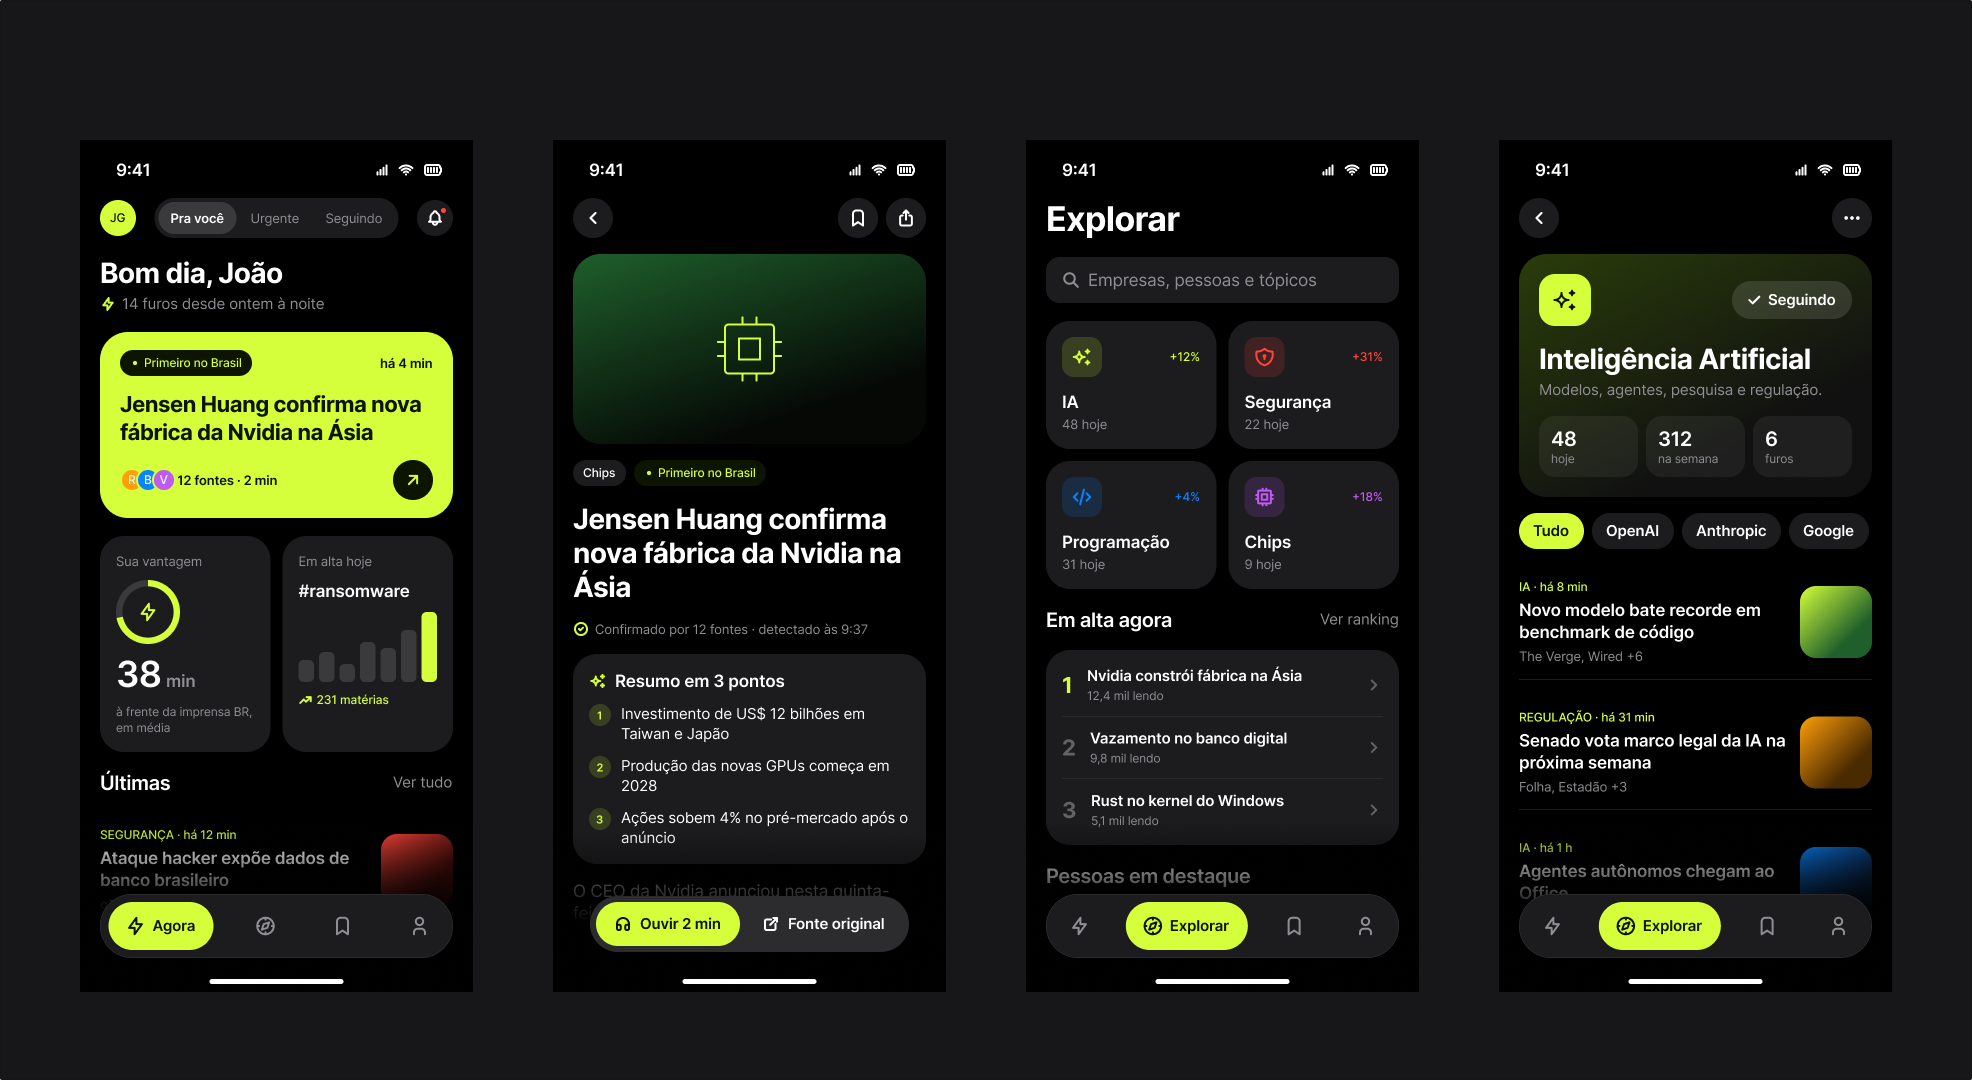 9:41
JG
Pra você
Urgente
Seguindo
Bom dia, João
14 furos desde ontem à noite
• Primeiro no Brasil
há 4 min
Jensen Huang confirma nova
fábrica da Nvidia na Ásia
R B V 12 fontes · 2 min
Sua vantagem
38 min
à frente da imprensa BR,
em média
Em alta hoje
#ransomware
231 matérias
Últimas
Ver tudo
SEGURANÇA · há 12 min
Ataque hacker expõe dados de
banco brasileiro
Agora
9:41
Chips
• Primeiro no Brasil
Jensen Huang confirma
nova fábrica da Nvidia na
Ásia
Confirmado por 12 fontes · detectado às 9:37
Resumo em 3 pontos
1 Investimento de US$ 12 bilhões em
Taiwan e Japão
2 Produção das novas GPUs começa em
2028
3 Ações sobem 4% no pré-mercado após o
anúncio
O CEO da Nvidia anunciou nesta quinta-
Ouvir 2 min
Fonte original
9:41
Explorar
Empresas, pessoas e tópicos
+12%
IA
48 hoje
+31%
Segurança
22 hoje
+4%
Programação
31 hoje
+18%
Chips
9 hoje
Em alta agora
Ver ranking
1 Nvidia constrói fábrica na Ásia
12,4 mil lendo
2 Vazamento no banco digital
9,8 mil lendo
3 Rust no kernel do Windows
5,1 mil lendo
Pessoas em destaque
Explorar
9:41
Seguindo
Inteligência Artificial
Modelos, agentes, pesquisa e regulação.
48
hoje
312
na semana
6
furos
Tudo
OpenAI
Anthropic
Google
IA · há 8 min
Novo modelo bate recorde em
benchmark de código
The Verge, Wired +6
REGULAÇÃO · há 31 min
Senado vota marco legal da IA na
próxima semana
Folha, Estadão +3
IA · há 1 h
Agentes autônomos chegam ao
Office
Explorar